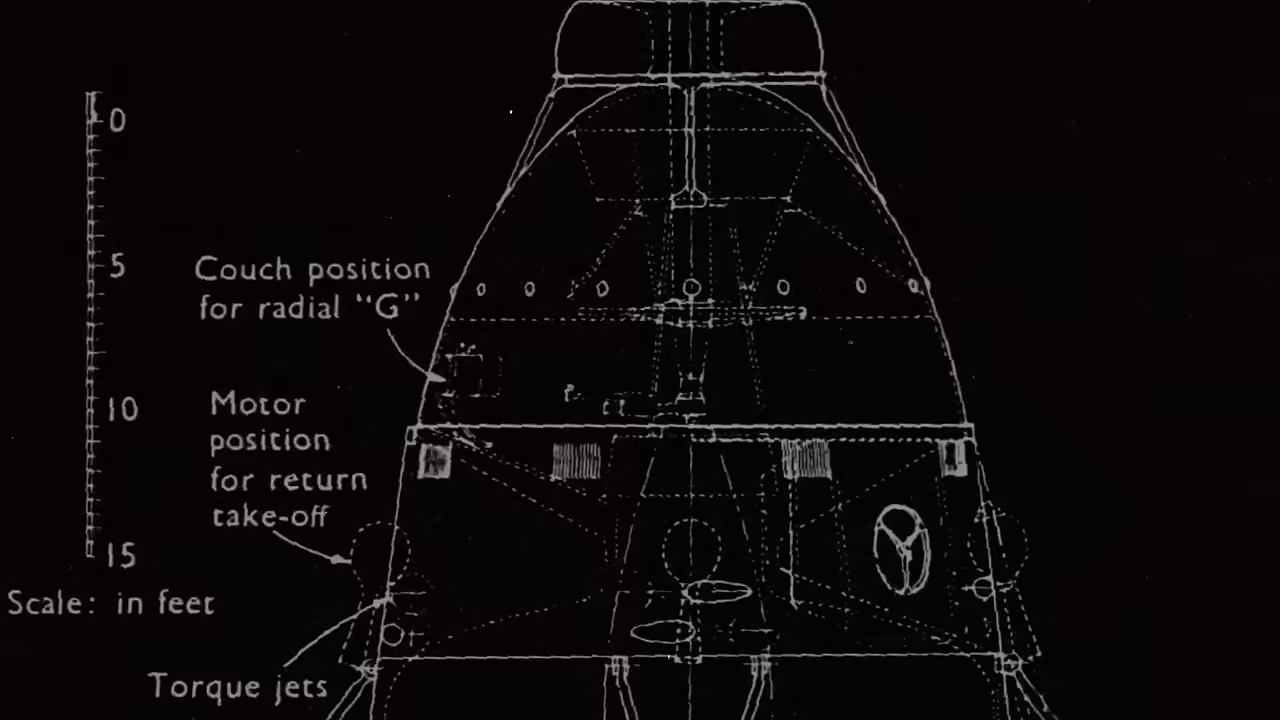 0
5
Couch position
for radial "G"
10
Motor
position
for return
take-off
15
Scale: in feet
Torque jets